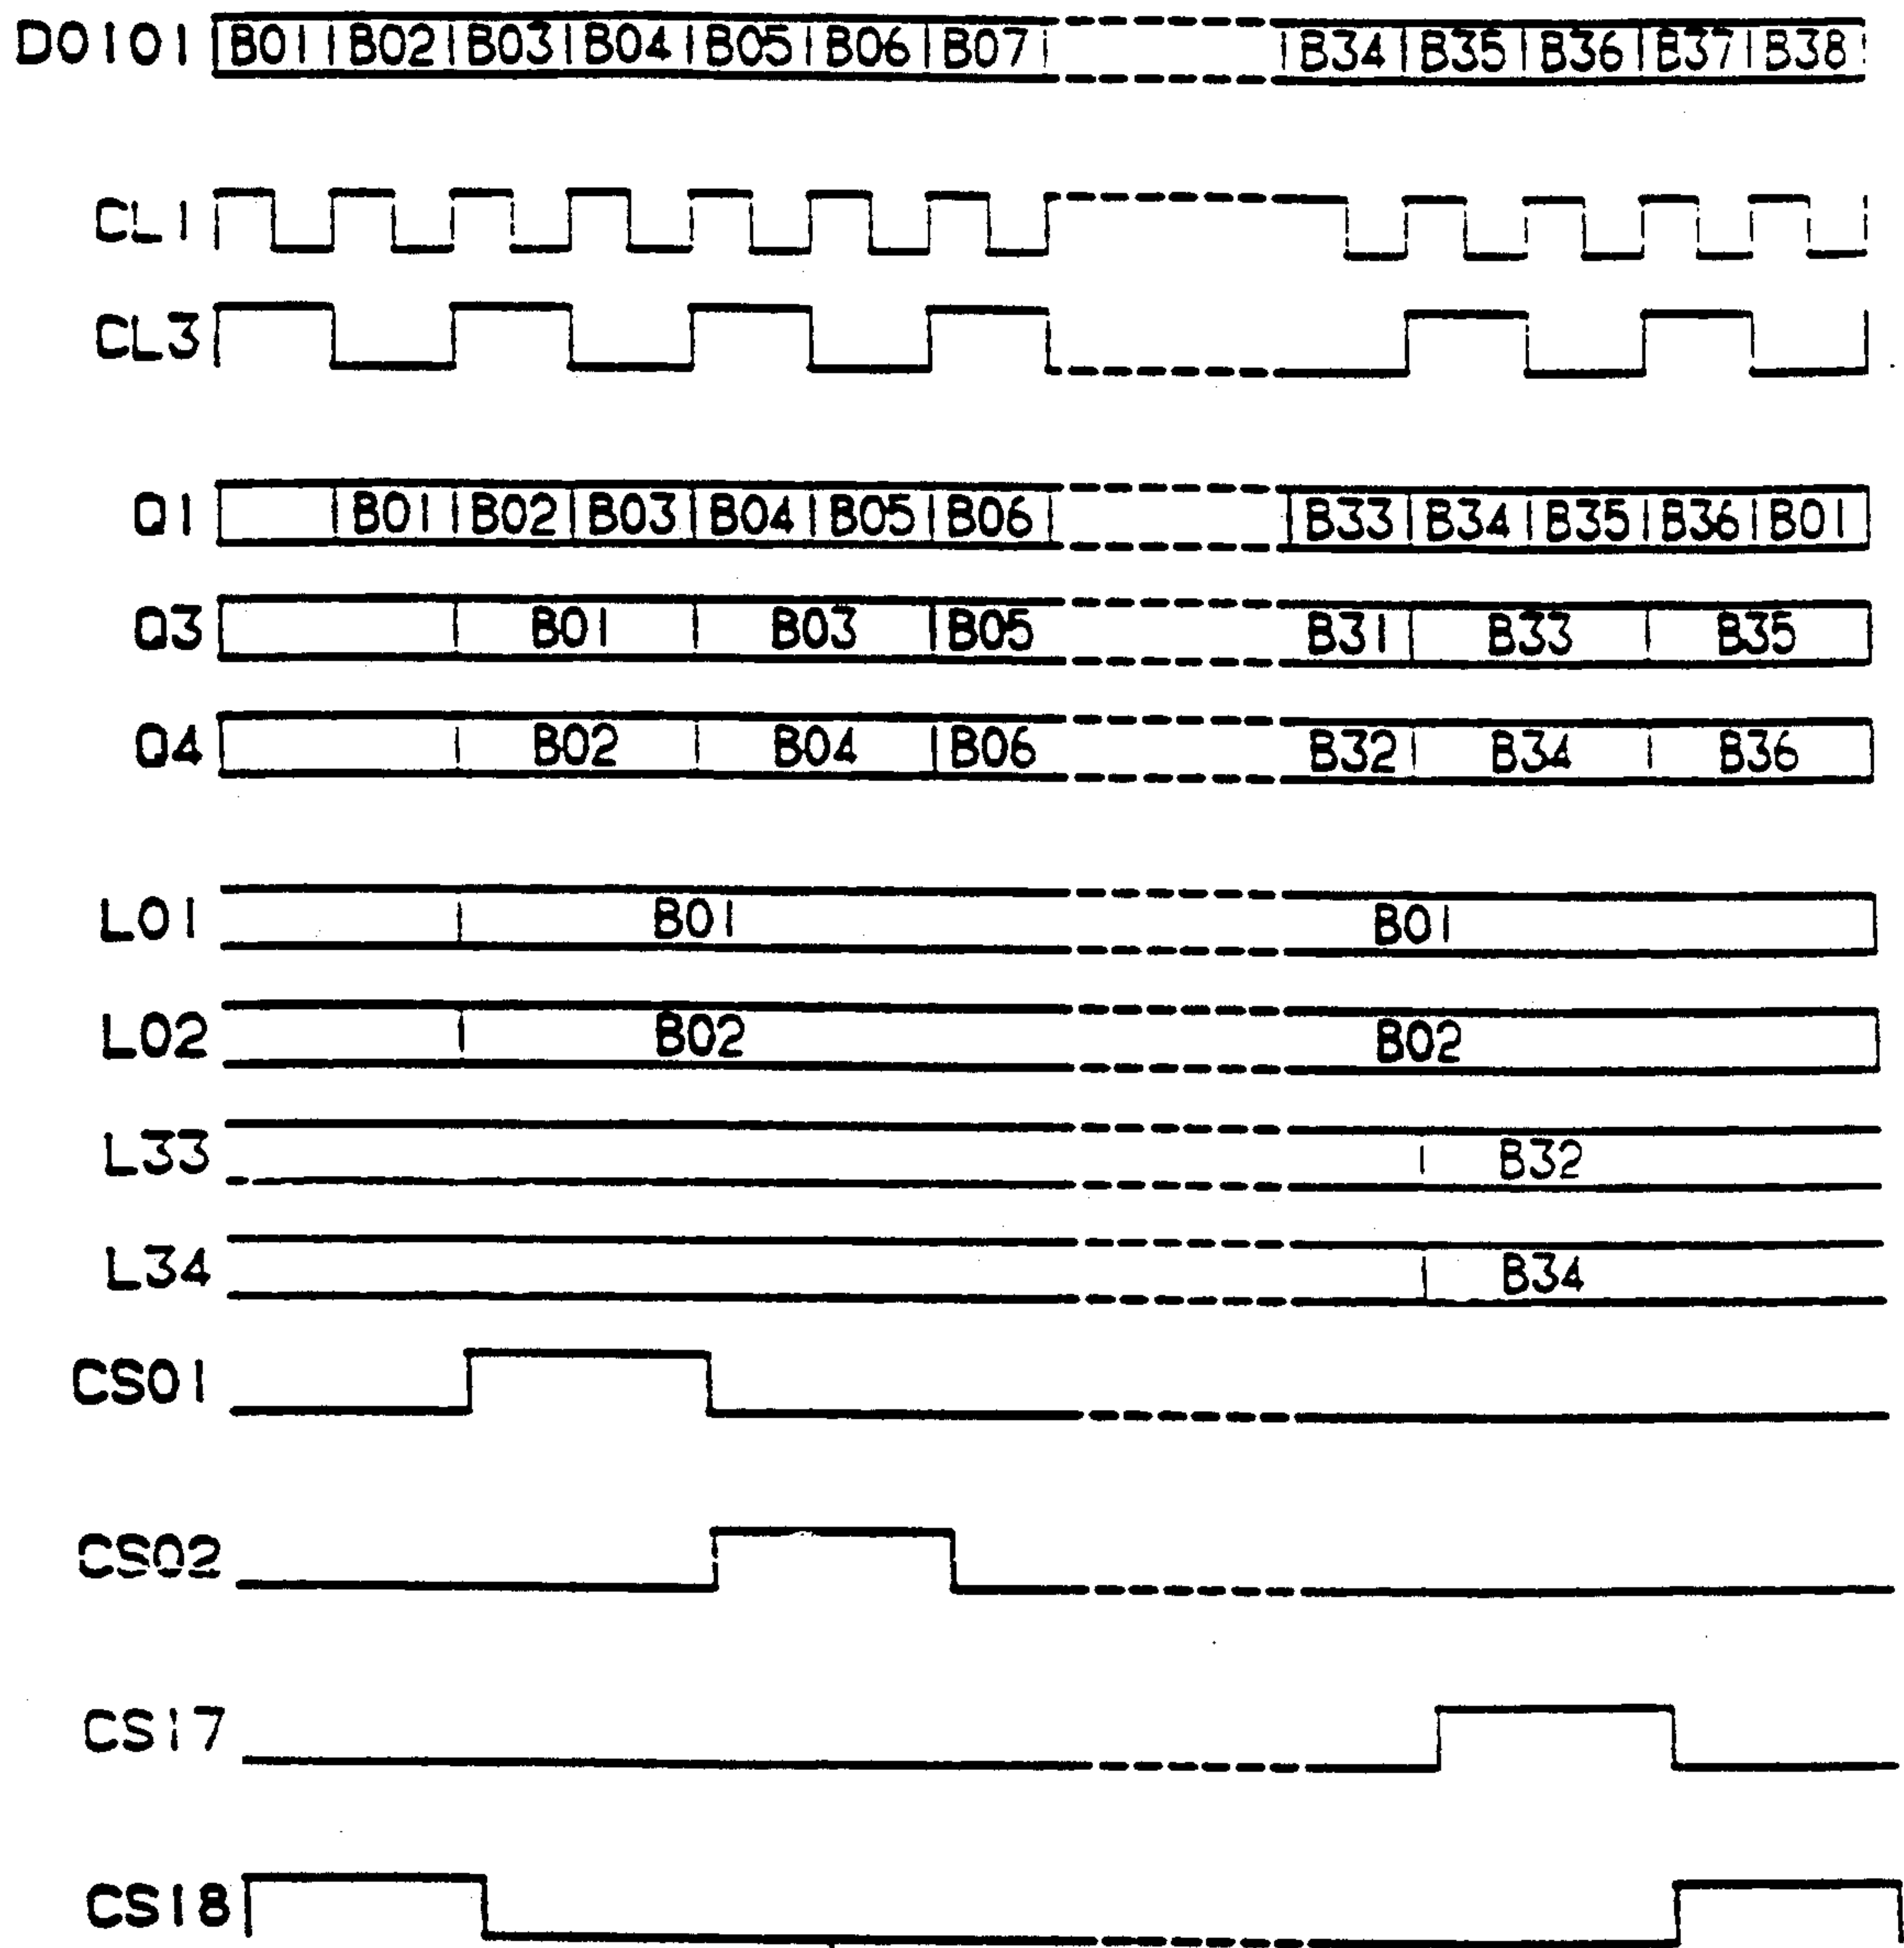 D0101 B01 B02 B03 B04 B05 B06 B07 B34 B35 B36 B37 B38
CL1
CL3
Q1 B01 B02 B03 B04 B05 B06 B33 B34 B35 B36 B01
Q3 B01 B03 B05 B31 B33 B35
Q4 B02 B04 B06 B32 B34 B36
L01 B01 B01
L02 B02 B02
L33 B32
L34 B34
CS01
CS02
CS17
CS18